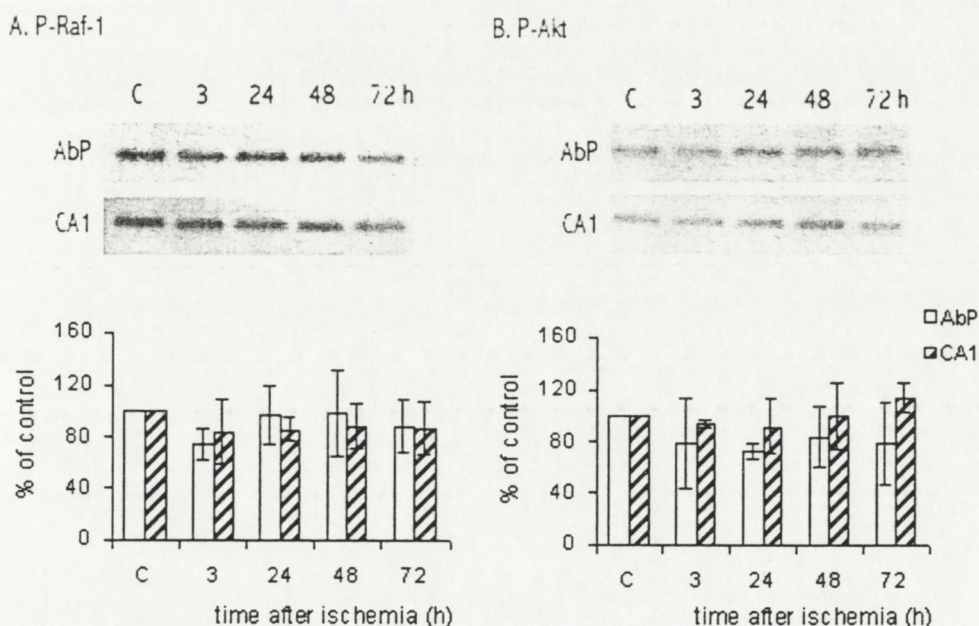 A. P-Raf-1
C 3 24 48 72 h
AbP
CA1
160
120
80
40
0
% of control
C 3 24 48 72
time after ischemia (h)
B. P-Akt
C 3 24 48 72 h
AbP
CA1
AbP
CA1
160
120
80
40
0
% of control
C 3 24 48 72
time after ischemia (h)